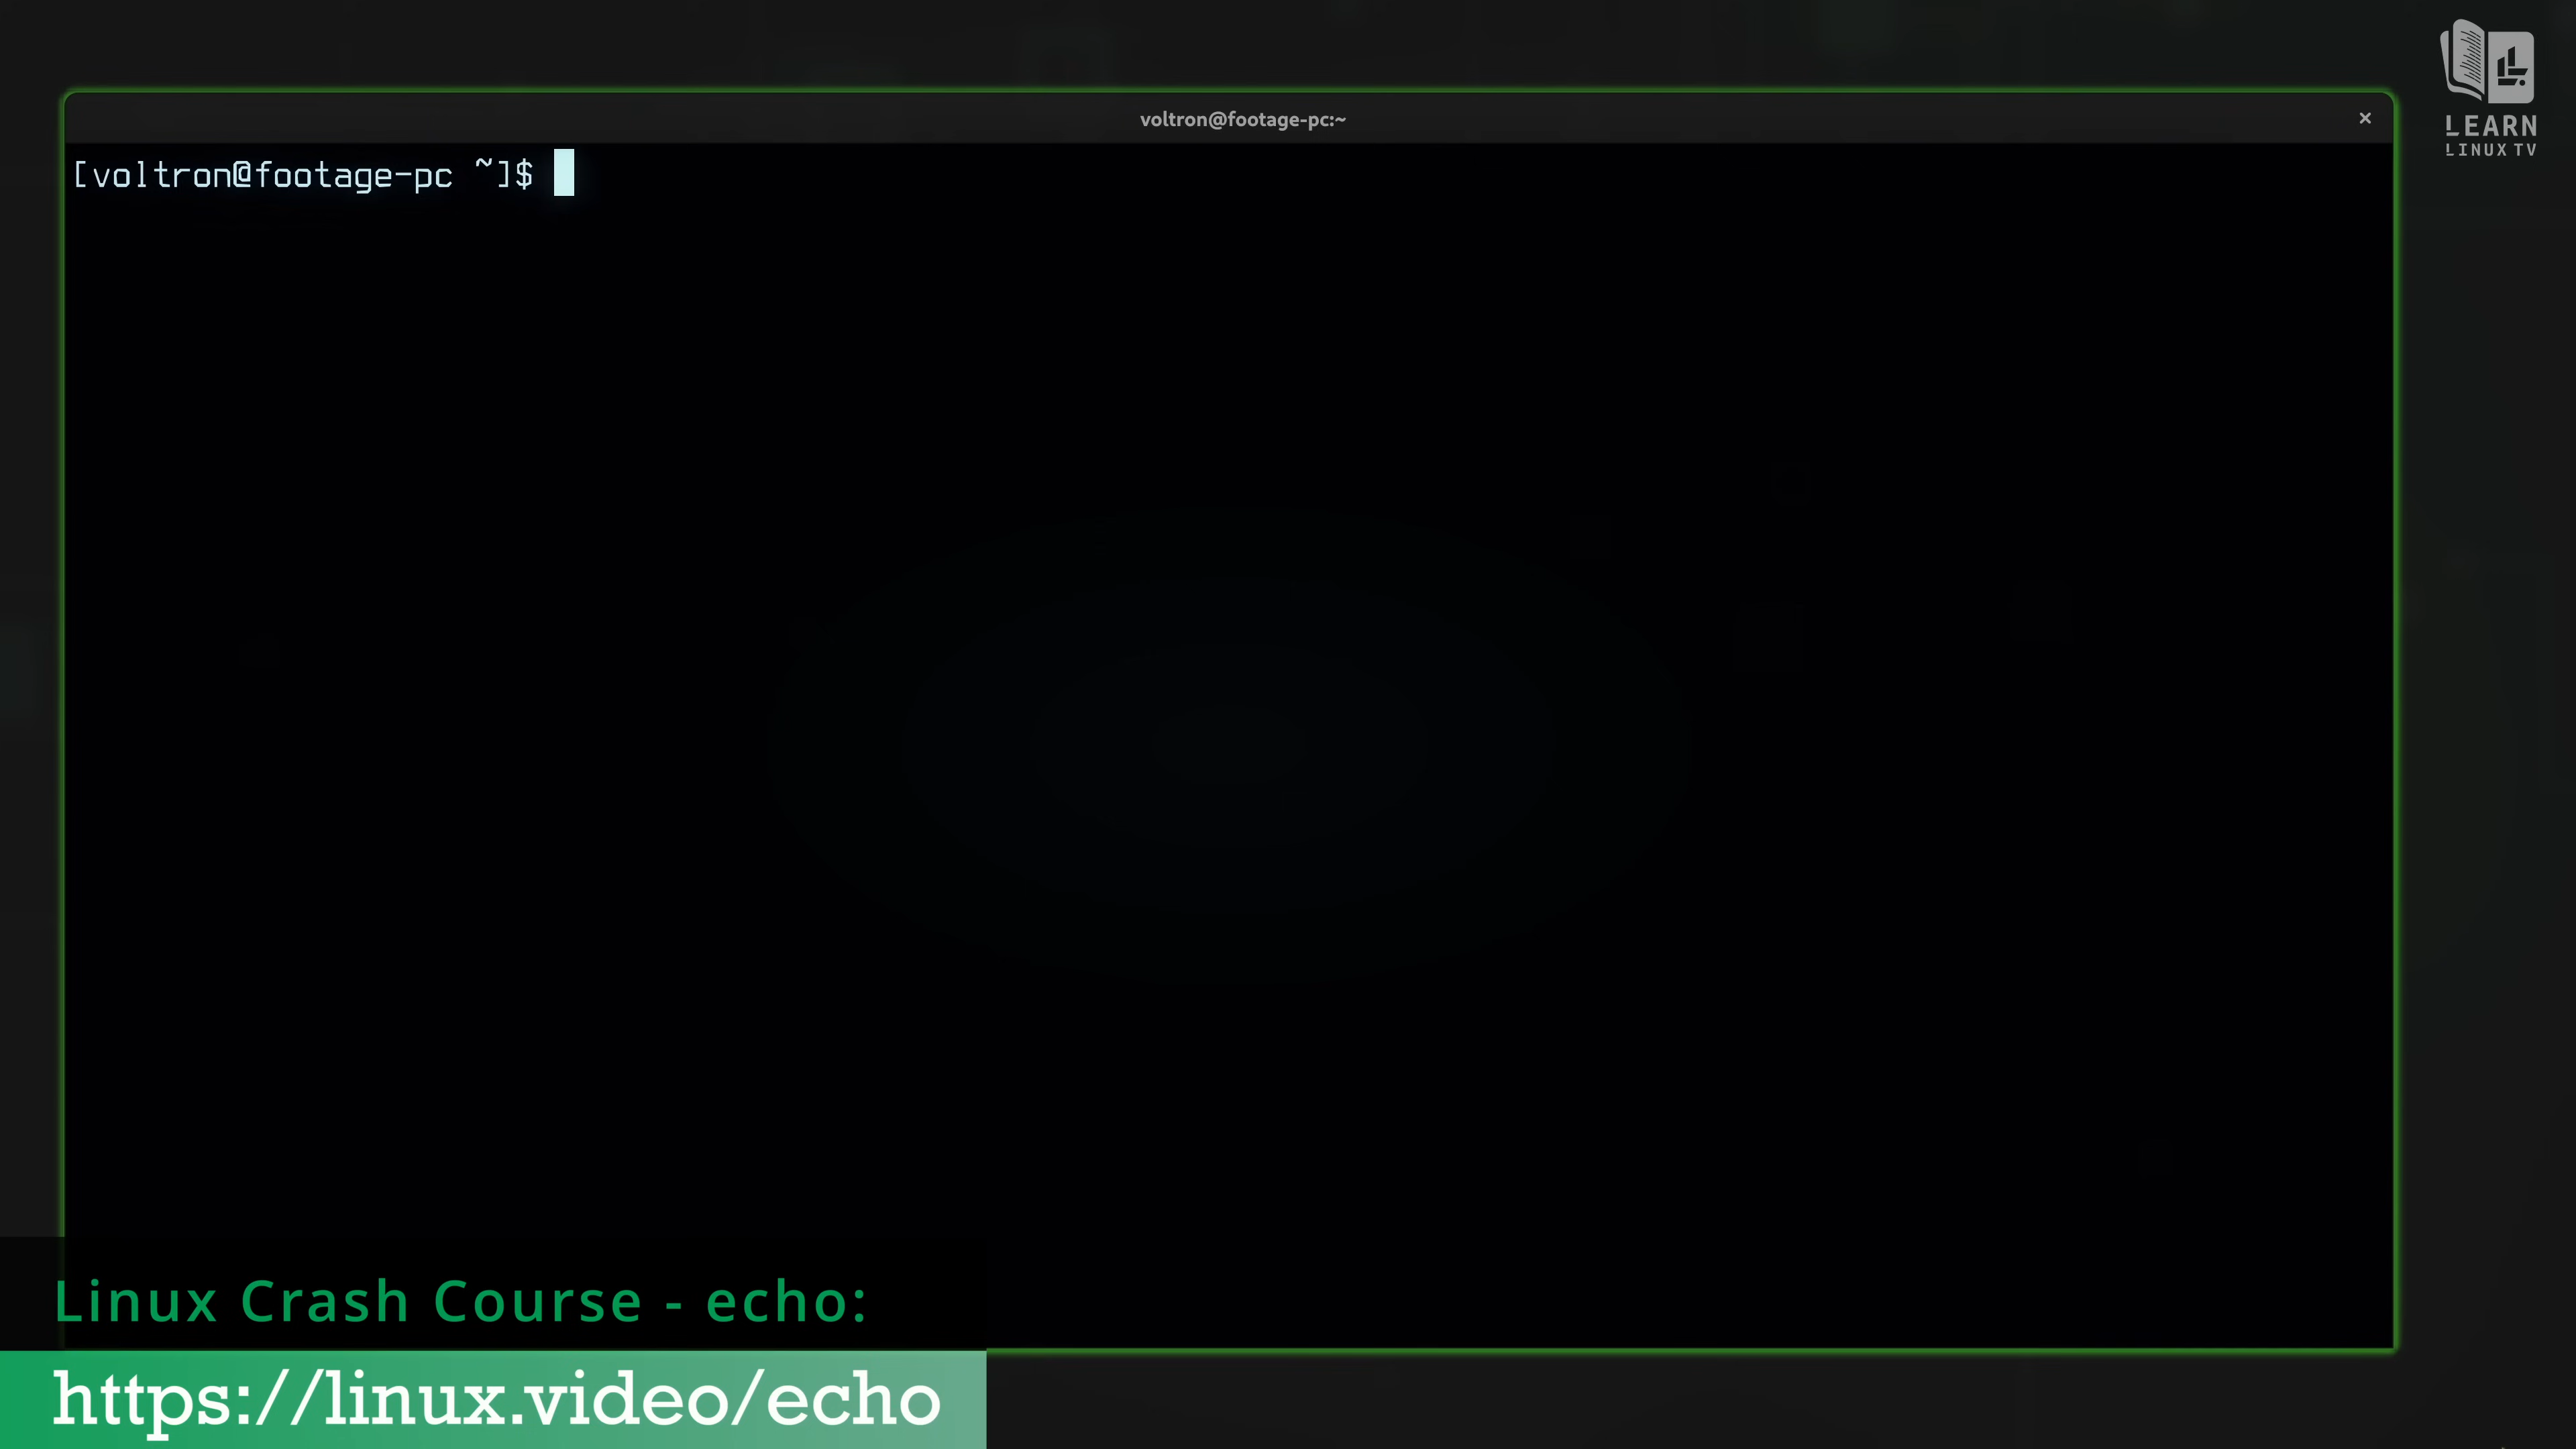 voltron@footage-pc:~ ×
LEARN
LINUX TV
[voltron@footage-pc ~]$
Linux Crash Course - echo:
https://linux.video/echo